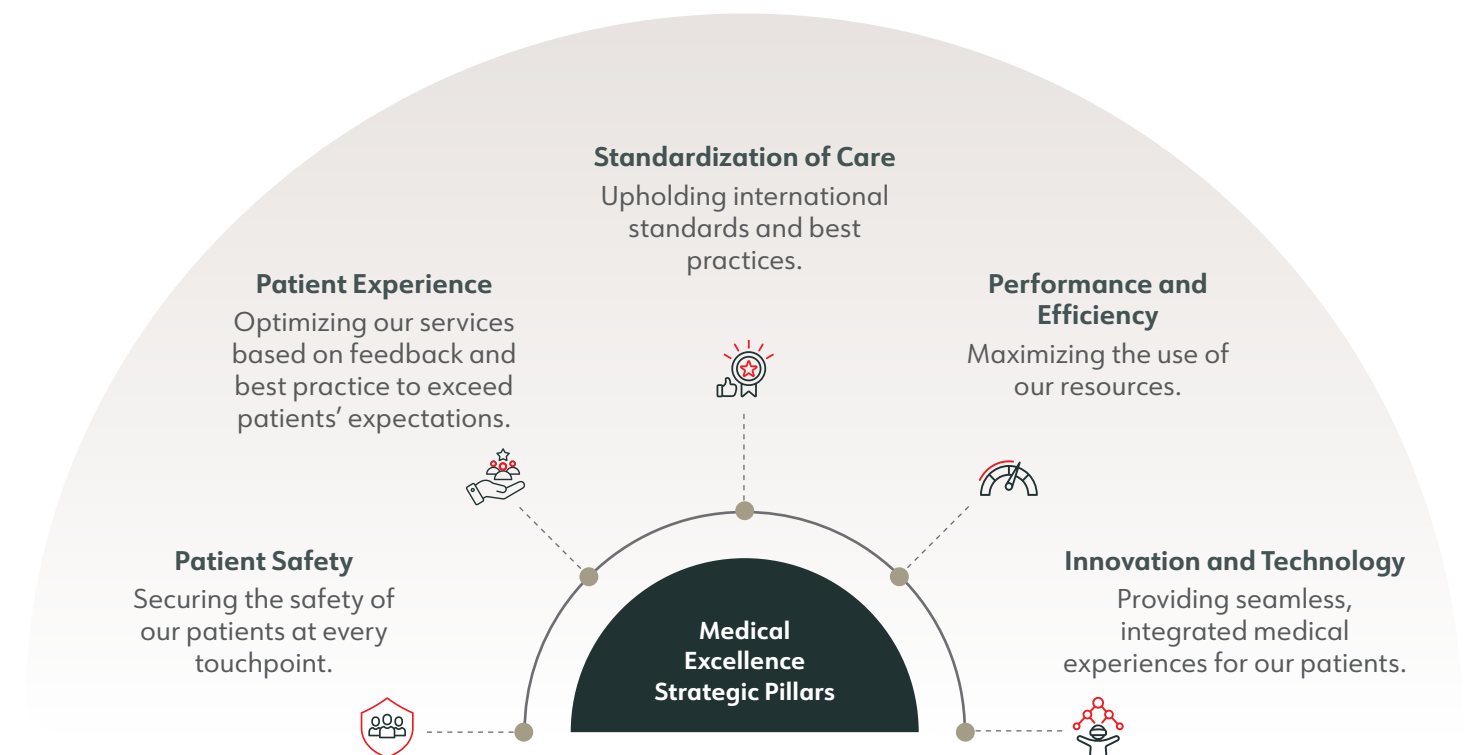 Standardization of Care
Upholding international
standards and best
practices.
Patient Experience
Optimizing our services
based on feedback and
best practice to exceed
patients’ expectations.
Performance and
Efficiency
Maximizing the use of
our resources.
Patient Safety
Securing the safety of
our patients at every
touchpoint.
Innovation and Technology
Providing seamless,
integrated medical
experiences for our patients.
Medical
Excellence
Strategic Pillars